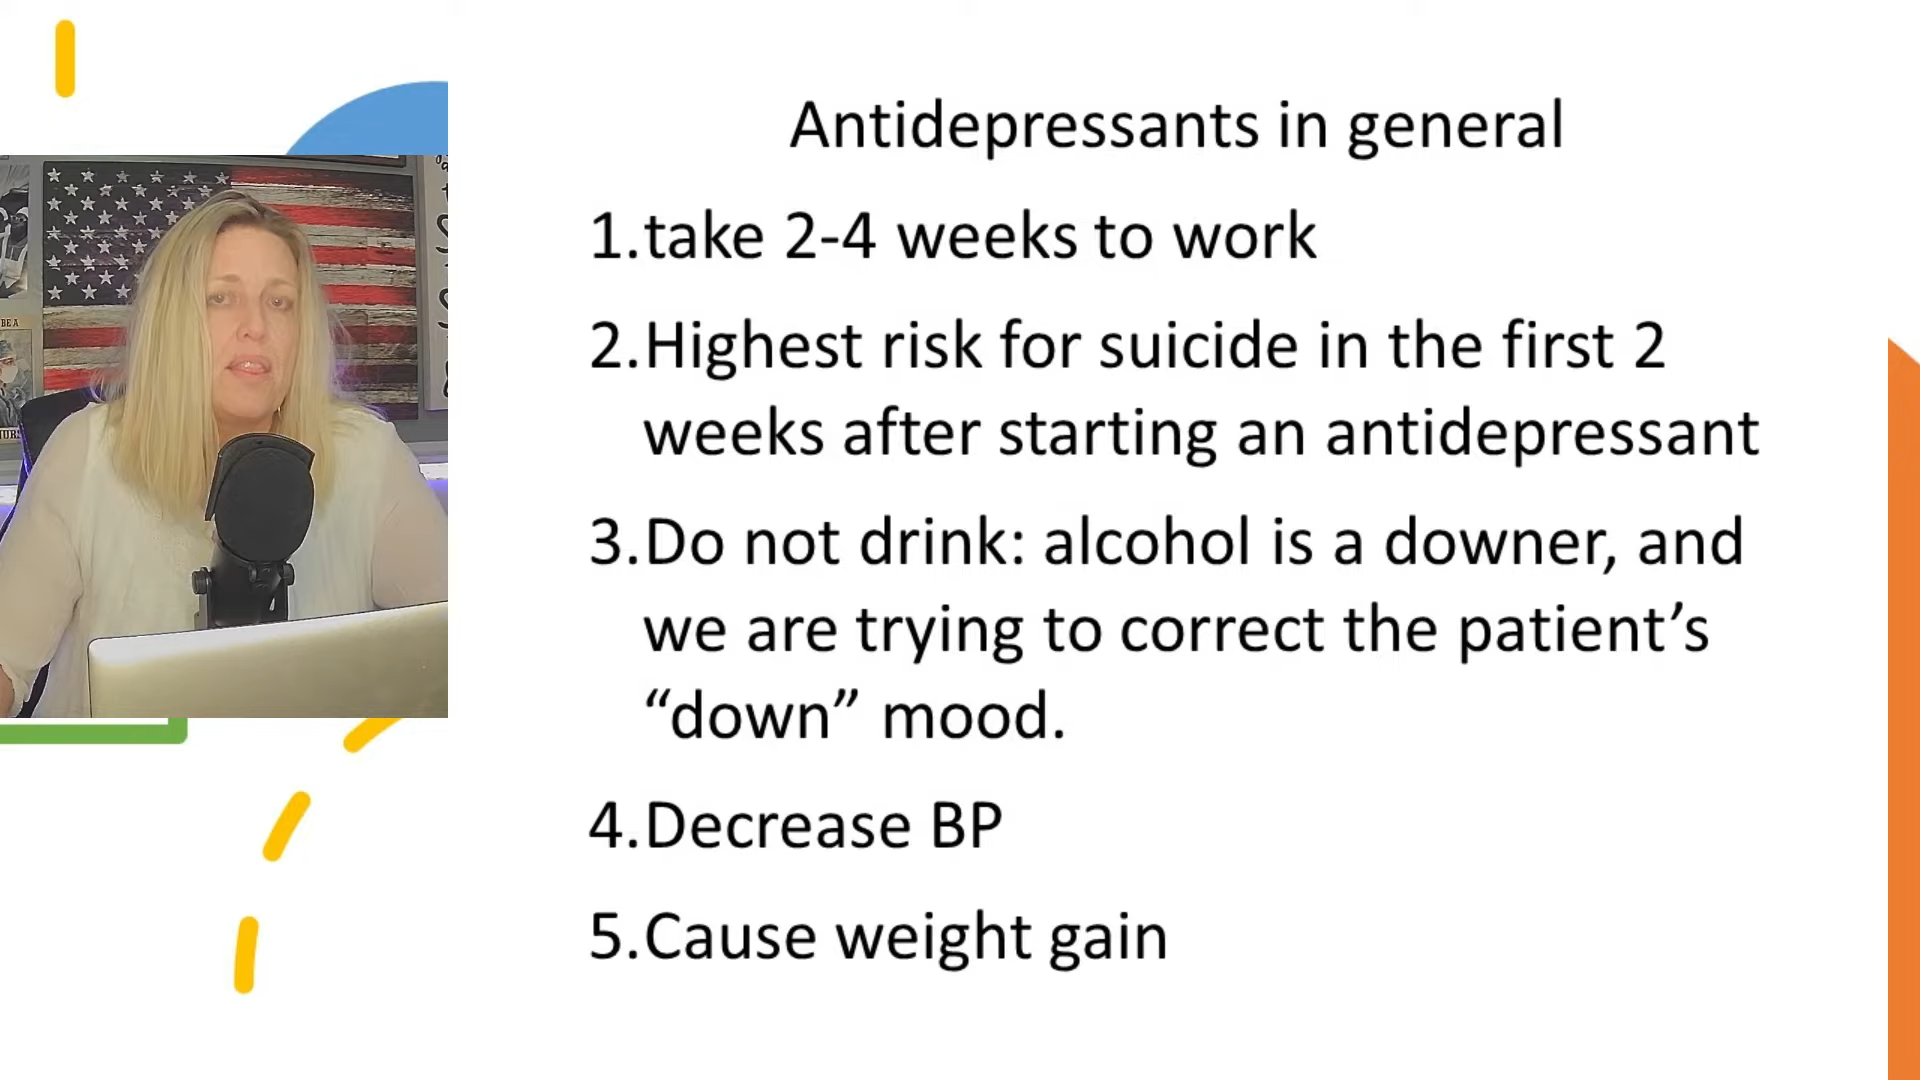 Antidepressants in general
1.take 2-4 weeks to work
2.Highest risk for suicide in the first 2
weeks after starting an antidepressant
3.Do not drink: alcohol is a downer, and
we are trying to correct the patient’s
“down” mood.
4.Decrease BP
5.Cause weight gain
BE A